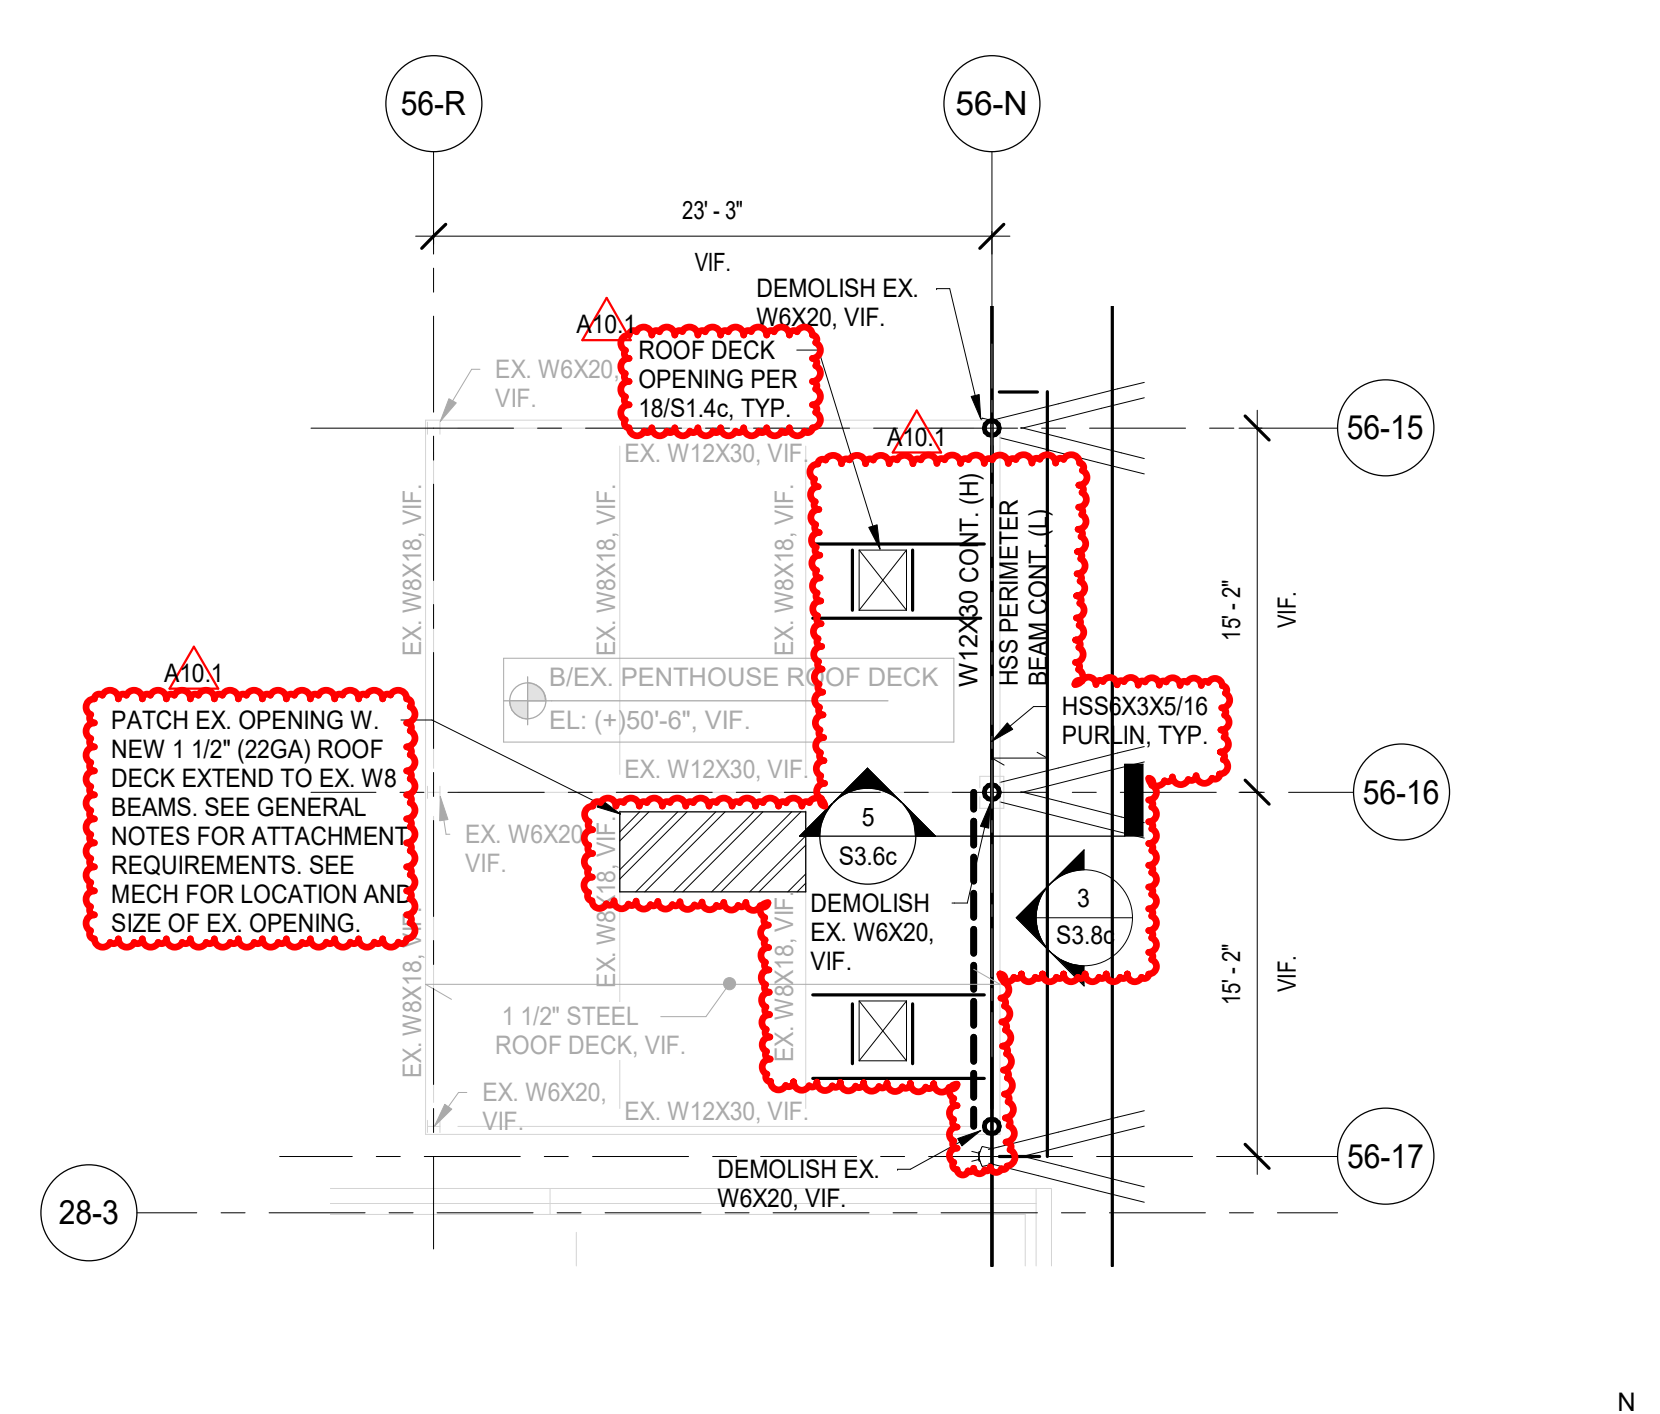 56-R
56-N
23' - 3"
VIF.
DEMOLISH EX.
W6X20, VIF.
A10.1
ROOF DECK
OPENING PER
18/S1.4c, TYP.
EX. W6X20,
VIF.
56-15
A10.1
EX. W12X30, VIF.
EX. W8X18, VIF.
EX. W8X18, VIF.
EX. W8X18, VIF.
W12X30 CONT. (H)
HSS PERIMETER
BEAM CONT. (L)
15' - 2"
VIF.
A10.1
B/EX. PENTHOUSE ROOF DECK
EL: (+)50'-6", VIF.
HSS6X3X5/16
PURLIN, TYP.
PATCH EX. OPENING W.
NEW 1 1/2" (22GA) ROOF
DECK EXTEND TO EX. W8
BEAMS. SEE GENERAL
NOTES FOR ATTACHMENT
REQUIREMENTS. SEE
MECH FOR LOCATION AND
SIZE OF EX. OPENING.
EX. W12X30, VIF.
56-16
EX. W6X20,
VIF.
5
S3.6c
EX. W8X18, VIF.
EX. W8X18, VIF.
EX. W8X18, VIF.
DEMOLISH
EX. W6X20,
VIF.
3
S3.8c
15' - 2"
VIF.
1 1/2" STEEL
ROOF DECK, VIF.
EX. W6X20,
VIF.
EX. W12X30, VIF.
56-17
DEMOLISH EX.
W6X20, VIF.
28-3
N